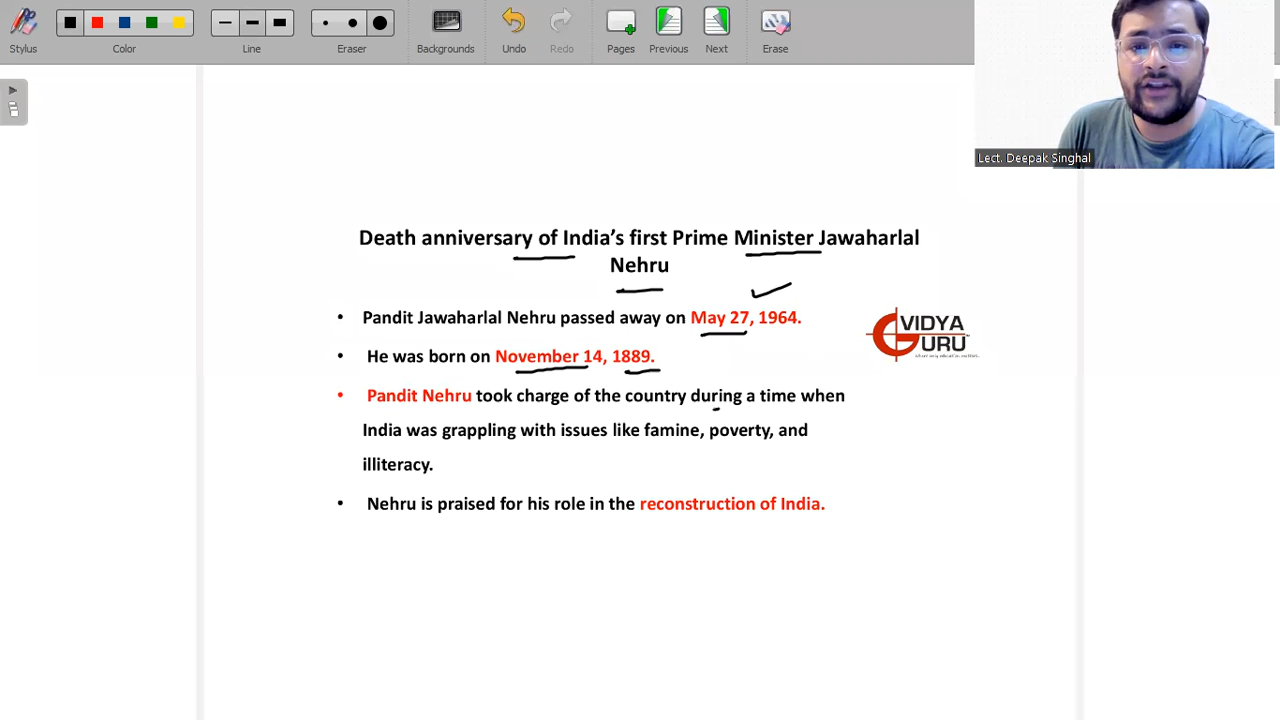 Stylus
Color
Line
Eraser
Backgrounds
Undo
Redo
Pages
Previous
Next
Erase
Lect. Deepak Singhal
Death anniversary of India's first Prime Minister Jawaharlal
Nehru
• Pandit Jawaharlal Nehru passed away on May 27, 1964.
VIDYA
GURU
• He was born on November 14, 1889.
• Pandit Nehru took charge of the country during a time when
India was grappling with issues like famine, poverty, and
illiteracy.
• Nehru is praised for his role in the reconstruction of India.